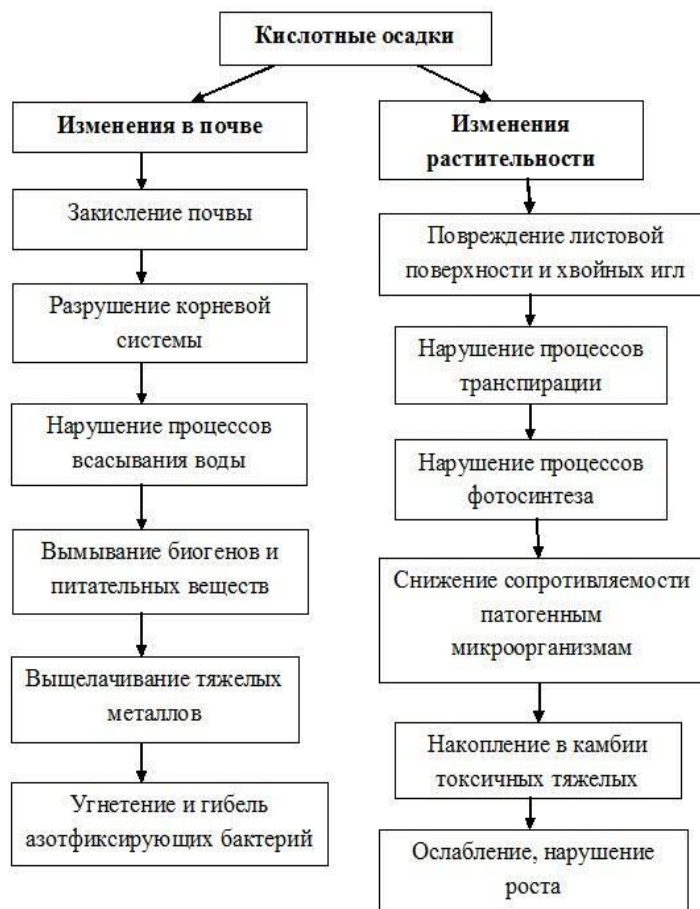 Кислотные осадки
Изменения в почве
Закисление почвы
Разрушение корневой
системы
Нарушение процессов
всасывания воды
Вымывание биогенов и
питательных веществ
Выщелачивание тяжелых
металлов
Угнетение и гибель
азотфиксирующих бактерий
Изменения
растительности
Повреждение листовой
поверхности и хвойных игл
Нарушение процессов
транспирации
Нарушение процессов
фотосинтеза
Снижение сопротивляемости
патогенным
микроорганизмам
Накопление в камбии
токсичных тяжелых
Ослабление, нарушение
роста